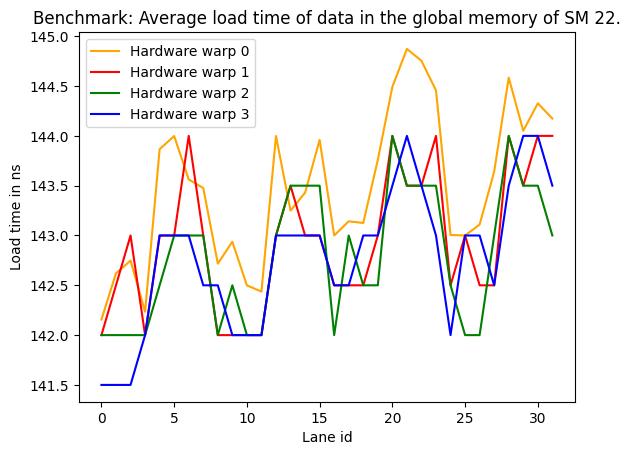 Benchmark: Average load time of data in the global memory of SM 22.
Hardware warp 0
Hardware warp 1
Hardware warp 2
Hardware warp 3
145.0
144.5
144.0
143.5
143.0
142.5
142.0
141.5
Load time in ns
0 5 10 15 20 25 30
Lane id